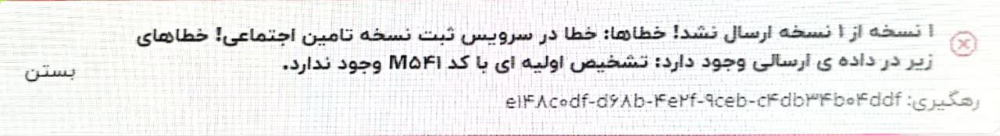 ۱ نسخه از ۱ نسخه ارسال نشد! خطاها: خطا در سرویس ثبت نسخه تامین اجتماعی! خطاهای
زیر در داده ی ارسالی وجود دارد: تشخیص اولیه ای با کد M۵۴۱ وجود ندارد.
بستن
رهگیری: e۱۴۸c۰df-d۶۸b-۴e۲f-۹ceb-c۴db۳۴b۰۴ddf